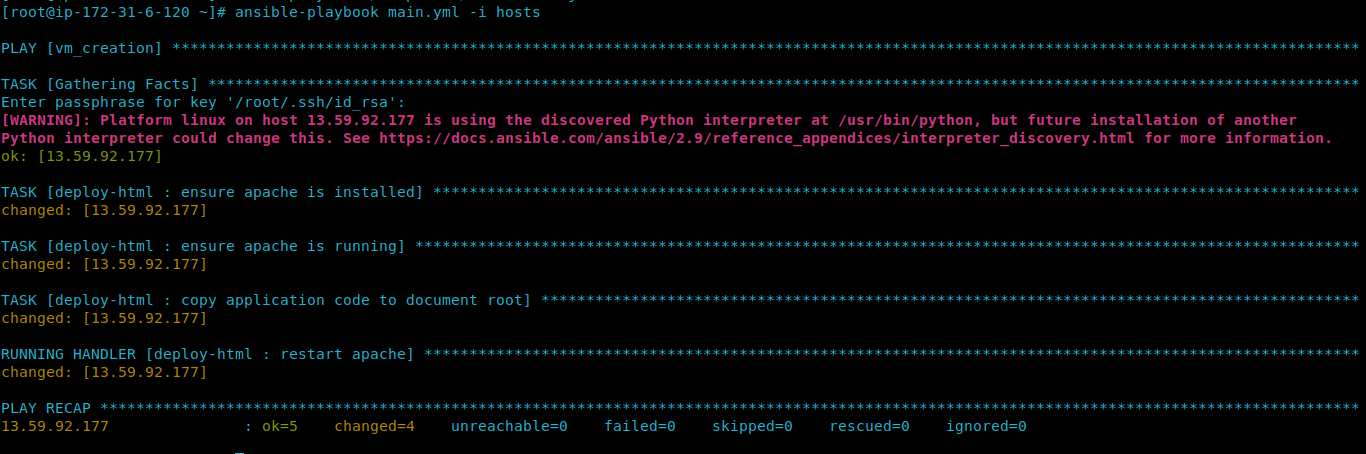 [root@ip-172-31-6-120 ~]# ansible-playbook main.yml -i hosts
PLAY [vm_creation] ************************************************************************************************************************************
TASK [Gathering Facts] ********************************************************************************************************************************
Enter passphrase for key '/root/.ssh/id_rsa':
[WARNING]: Platform linux on host 13.59.92.177 is using the discovered Python interpreter at /usr/bin/python, but future installation of another
Python interpreter could change this. See https://docs.ansible.com/ansible/2.9/reference_appendices/interpreter_discovery.html for more information.
ok: [13.59.92.177]
TASK [deploy-html : ensure apache is installed] *******************************************************************************************************
changed: [13.59.92.177]
TASK [deploy-html : ensure apache is running] *********************************************************************************************************
changed: [13.59.92.177]
TASK [deploy-html : copy application code to document root] *******************************************************************************************
changed: [13.59.92.177]
RUNNING HANDLER [deploy-html : restart apache] ********************************************************************************************************
changed: [13.59.92.177]
PLAY RECAP ********************************************************************************************************************************************
13.59.92.177               : ok=5    changed=4    unreachable=0    failed=0    skipped=0    rescued=0    ignored=0